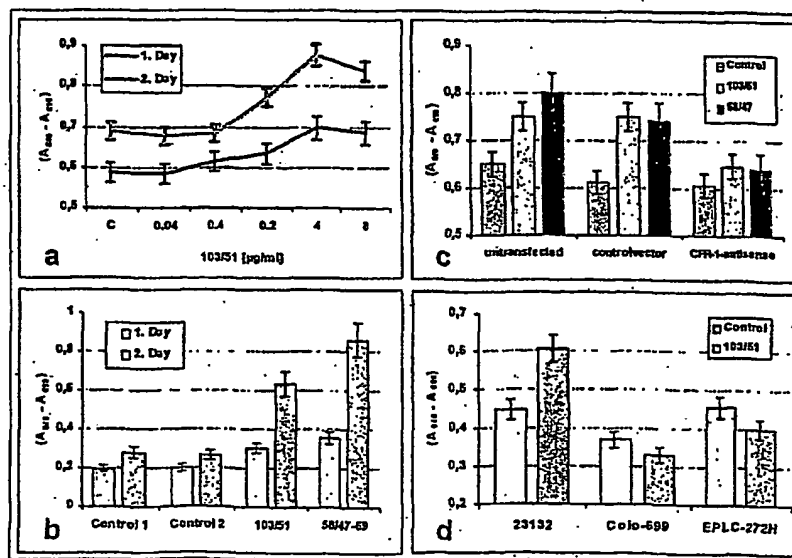 0,9
0,8
0,7
0,6
0,5
1. Day
2. Day
C 0.04 0.4 0.2 4 8
103/51 [µg/ml]
a
0,9
0,8
0,7
0,6
0,5
Control
103/51
58/47
untransfected controlvector CFR-1-antisense
c
1
0,8
0,6
0,4
0,2
0
1. Day
2. Day
Control 1 Control 2 103/51 58/47-69
b
0,7
0,6
0,5
0,4
0,3
0,2
Control
103/51
23132 Colo-699 EPLC-272H
d